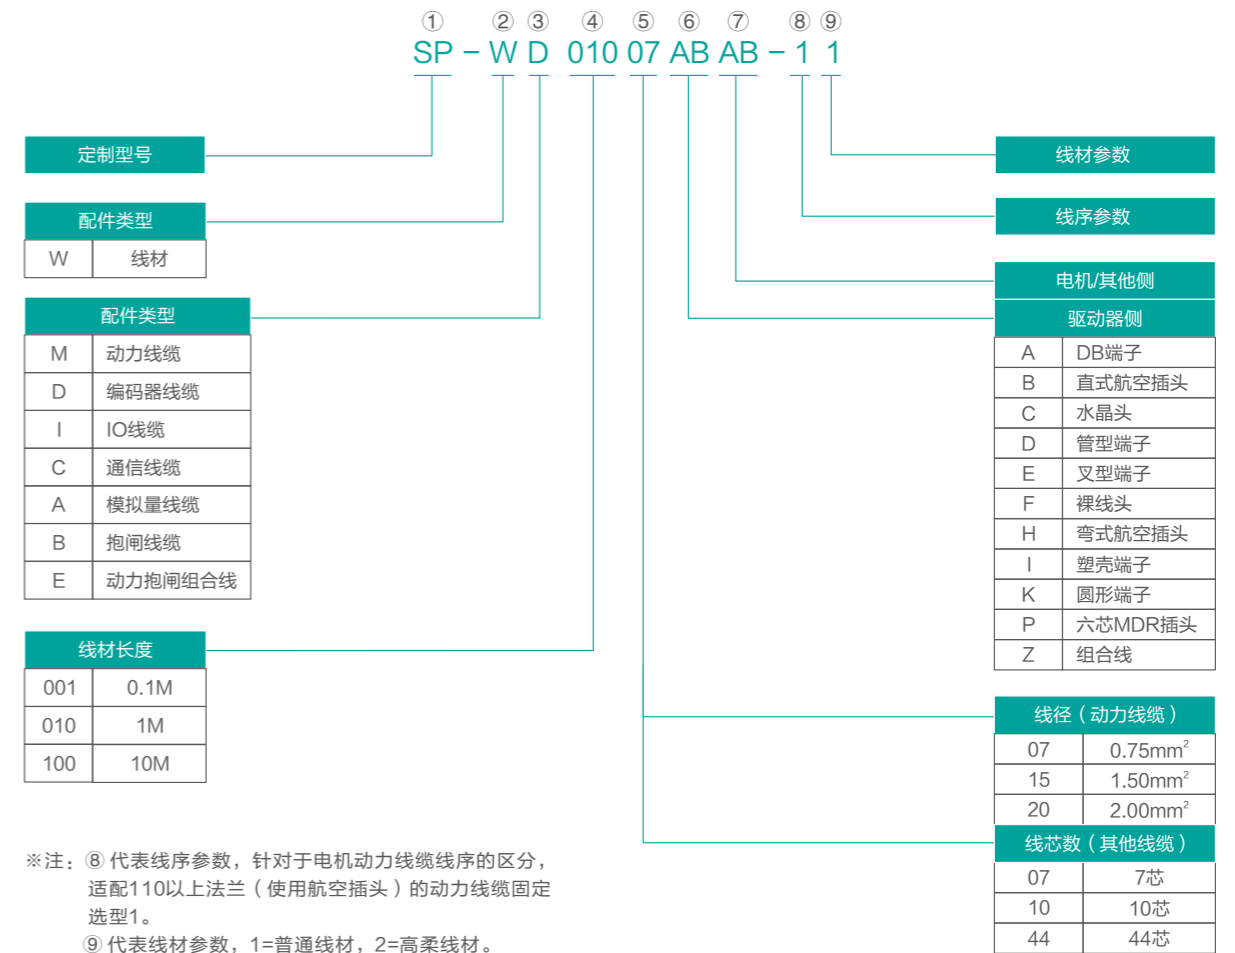 ① ② ③ ④ ⑤ ⑥ ⑦ ⑧ ⑨
SP - W D 010 07 AB AB - 1 1
定制型号
配件类型
W 线材
配件类型
M 动力线缆
D 编码器线缆
I IO线缆
C 通信线缆
A 模拟量线缆
B 抱闸线缆
E 动力抱闸组合线
线材长度
001 0.1M
010 1M
100 10M
线材参数
线序参数
电机/其他侧
驱动器侧
A DB端子
B 直式航空插头
C 水晶头
D 管型端子
E 叉型端子
F 裸线头
H 弯式航空插头
I 塑壳端子
K 圆形端子
P 六芯MDR插头
Z 组合线
线径（动力线缆）
07 0.75mm²
15 1.50mm²
20 2.00mm²
线芯数（其他线缆）
07 7芯
10 10芯
44 44芯
※注：⑧ 代表线序参数，针对于电机动力线缆线序的区分，
适配110以上法兰（使用航空插头）的动力线缆固定
选型1。
⑨ 代表线材参数，1=普通线材，2=高柔线材。